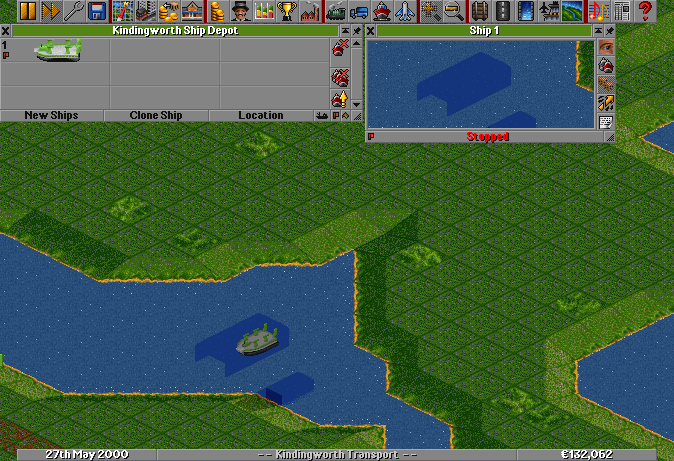 Kindingworth Ship Depot
1
New Ships
Clone Ship
Location
Ship 1
Stopped
27th May 2000
-- Kindingworth Transport --
€132,062